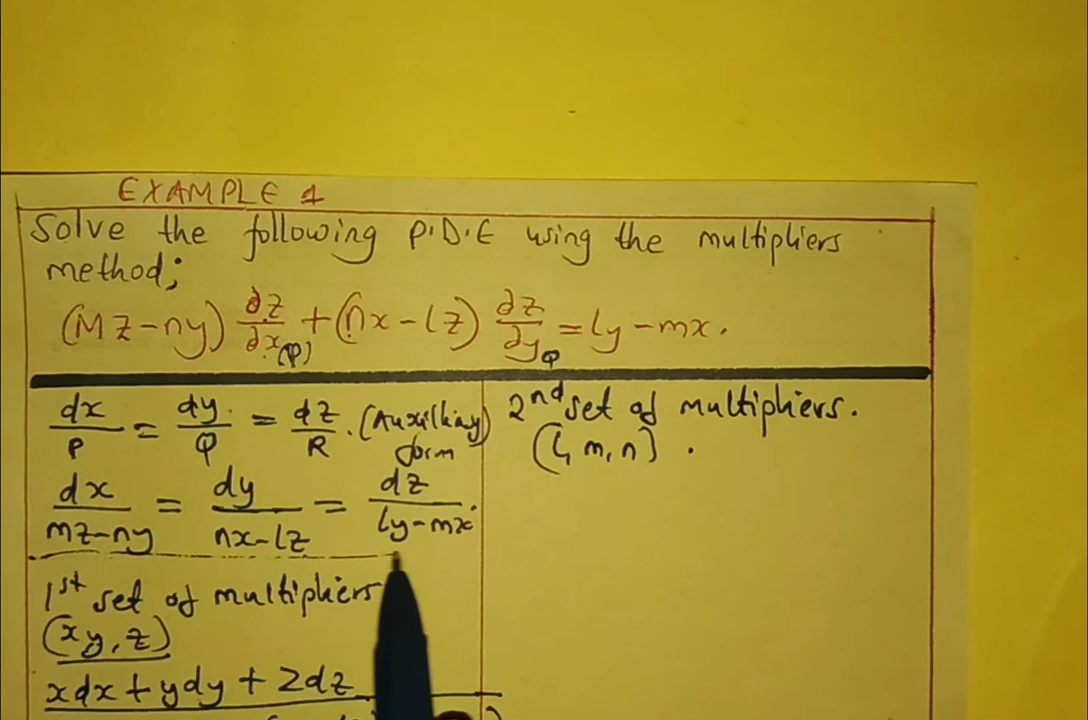 EXAMPLE 1
Solve the following P.D.E using the multipliers
method;
(Mz-ny) ∂z/∂x (P) + (nx-lz) ∂z/∂y Q = ly-mx.
dx/P = dy/Q = dz/R. (Auxilliary form)
dx/mz-ny = dy/nx-lz = dz/ly-mx.
1st set of multipliers
(x y, z)
xdx + ydy + zdz
2nd set of multipliers.
(l, m, n) .